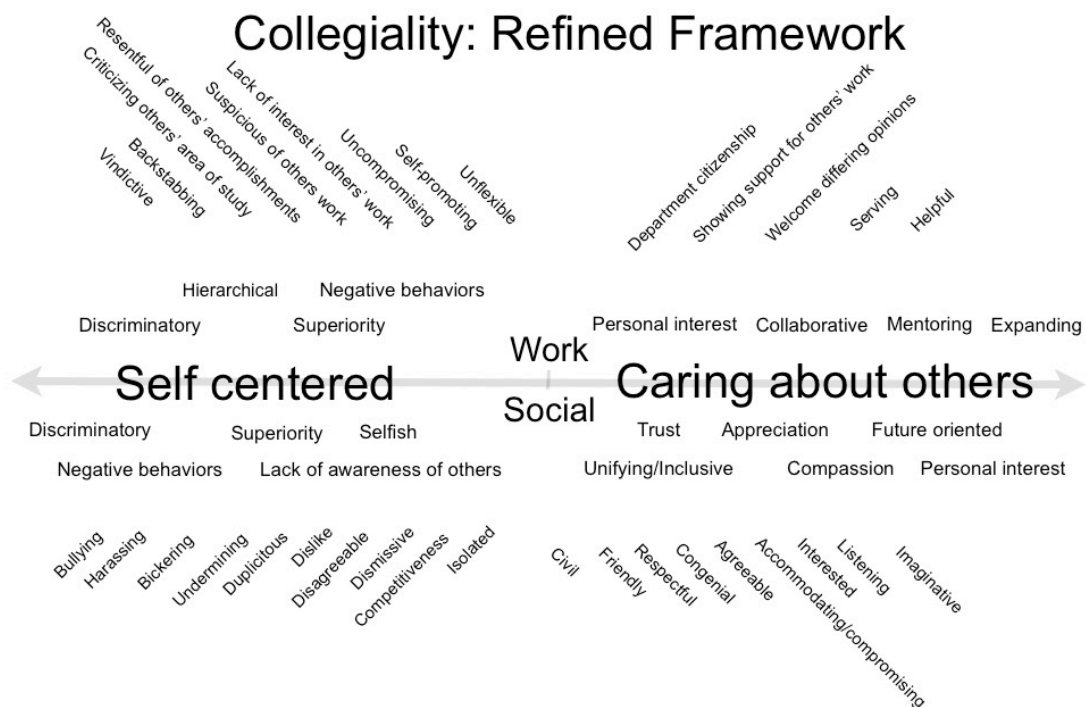 Collegiality: Refined Framework
Vindictive
Backstabbing
Criticizing others' area of study
Resentful of others' accomplishments
Suspicious of others work
Lack of interest in others' work
Uncompromising
Self-promoting
Unflexible
Department citizenship
Showing support for others' work
Welcome differing opinions
Serving
Helpful
Hierarchical
Negative behaviors
Discriminatory
Superiority
Personal interest
Collaborative
Mentoring
Expanding
Work
Self centered
Caring about others
Social
Discriminatory
Superiority
Selfish
Trust
Appreciation
Future oriented
Negative behaviors
Lack of awareness of others
Unifying/Inclusive
Compassion
Personal interest
Bullying
Harassing
Bickering
Undermining
Duplicitous
Dislike
Disagreeable
Dismissive
Competitiveness
Isolated
Civil
Friendly
Respectful
Congenial
Agreeable
Accommodating/compromising
Interested
Listening
Imaginative